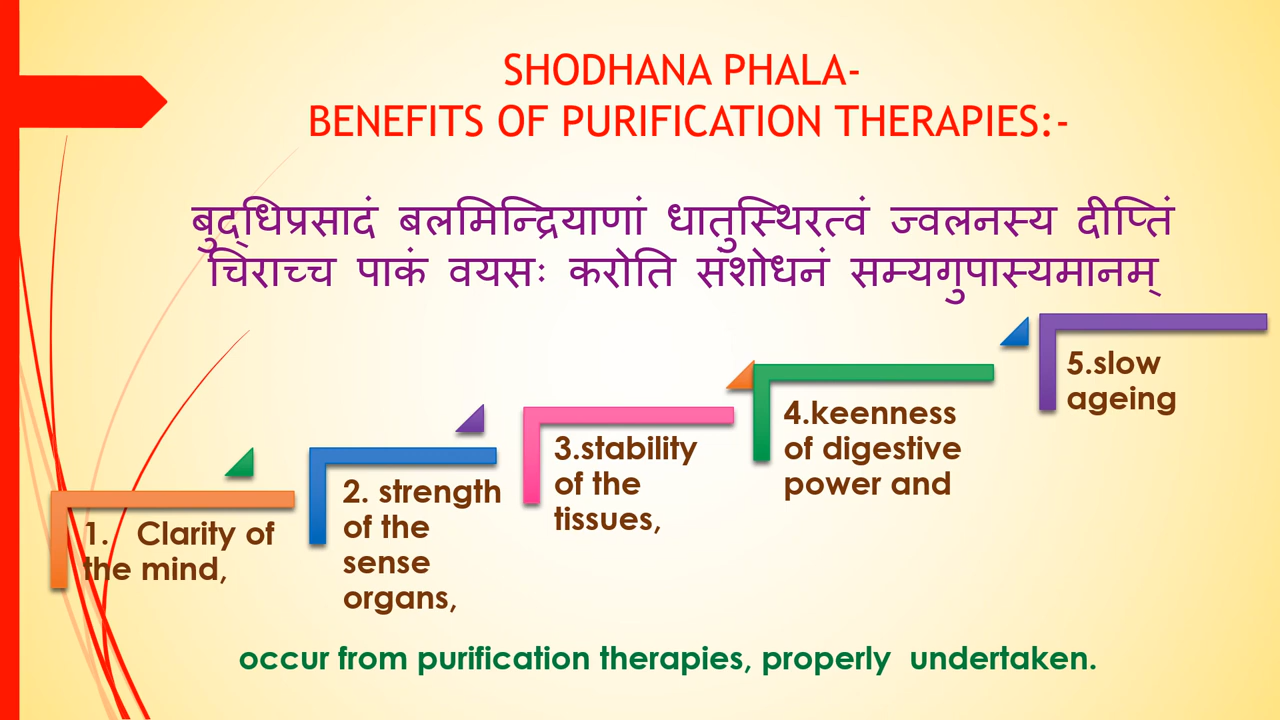 SHODHANA PHALA-
BENEFITS OF PURIFICATION THERAPIES:-
बुद्धिप्रसादं बलमिन्द्रियाणां धातुस्थिरत्वं ज्वलनस्य दीप्तिं
चिराच्च पाकं वयसः करोति संशोधनं सम्यगुपास्यमानम्
1. Clarity of
the mind,
2. strength
of the
sense
organs,
3.stability
of the
tissues,
4.keenness
of digestive
power and
5.slow
ageing
occur from purification therapies, properly undertaken.